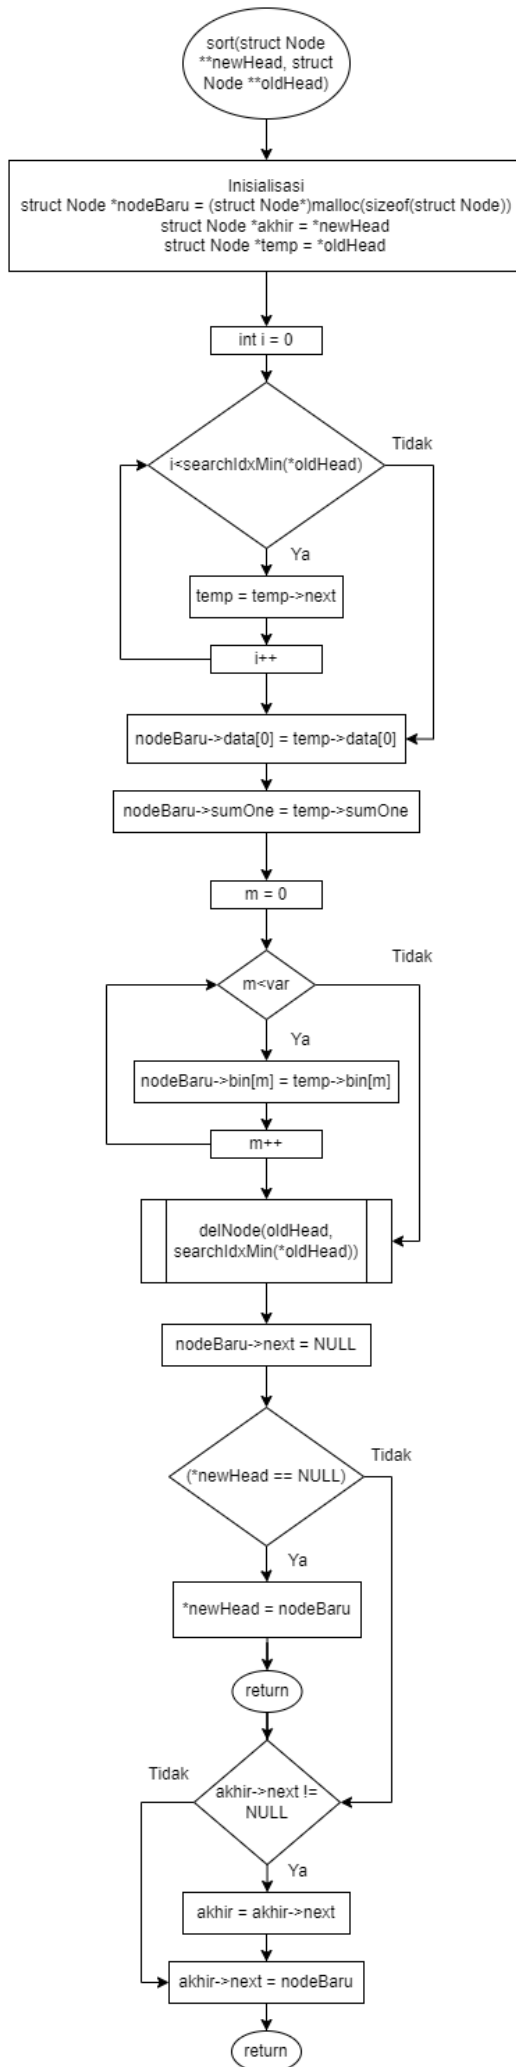 sort(struct Node
**newHead, struct
Node **oldHead)
Inisialisasi
struct Node *nodeBaru = (struct Node*)malloc(sizeof(struct Node))
struct Node *akhir = *newHead
struct Node *temp = *oldHead
int i = 0
Tidak
i<searchIdxMin(*oldHead)
Ya
temp = temp->next
i++
nodeBaru->data[0] = temp->data[0]
nodeBaru->sumOne = temp->sumOne
m = 0
Tidak
m<var
Ya
nodeBaru->bin[m] = temp->bin[m]
m++
delNode(oldHead,
searchIdxMin(*oldHead))
nodeBaru->next = NULL
Tidak
(*newHead == NULL)
Ya
*newHead = nodeBaru
return
Tidak
akhir->next !=
NULL
Ya
akhir = akhir->next
akhir->next = nodeBaru
return